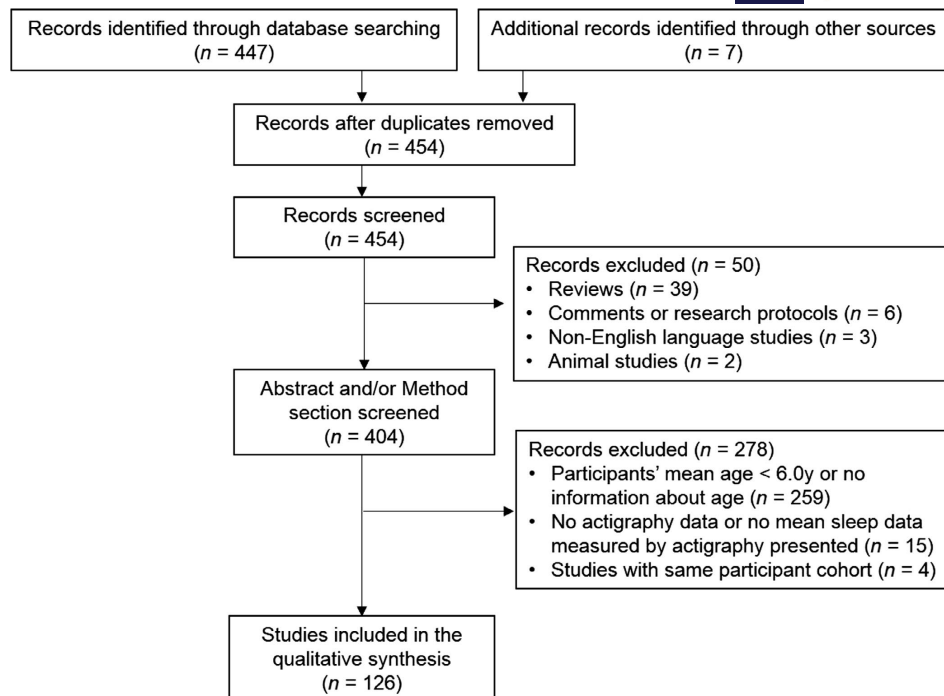 Records identified through database searching
(n = 447)
Additional records identified through other sources
(n = 7)
Records after duplicates removed
(n = 454)
Records screened
(n = 454)
Records excluded (n = 50)
• Reviews (n = 39)
• Comments or research protocols (n = 6)
• Non-English language studies (n = 3)
• Animal studies (n = 2)
Abstract and/or Method
section screened
(n = 404)
Records excluded (n = 278)
• Participants’ mean age < 6.0y or no
information about age (n = 259)
• No actigraphy data or no mean sleep data
measured by actigraphy presented (n = 15)
• Studies with same participant cohort (n = 4)
Studies included in the
qualitative synthesis
(n = 126)